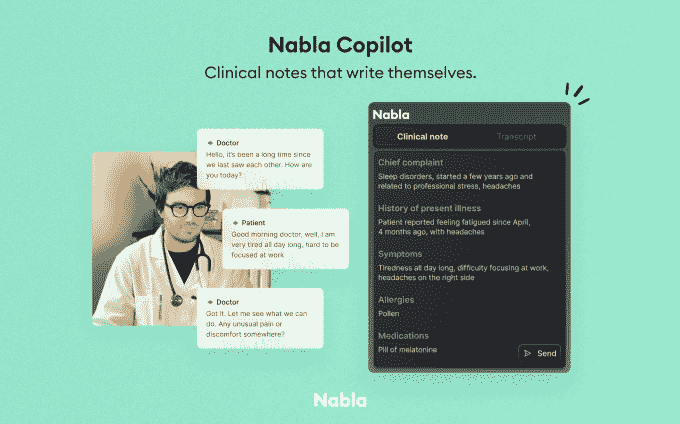 Nabla Copilot
Clinical notes that write themselves.
Doctor
Hello, it's been a long time since
we last saw each other. How are
you today?
Patient
Good morning doctor, well, I am
very tired all day long, hard to be
focused at work
Doctor
Got it. Let me see what we can
do. Any unusual pain or
discomfort somewhere?
Nabla
Clinical note
Transcript
Chief complaint
Sleep disorders, started a few years ago and
related to professional stress, headaches
History of present illness
Patient reported feeling fatigued since April,
4 months ago, with headaches
Symptoms
Tiredness all day long, difficulty focusing at work,
headaches on the right side
Allergies
Pollen
Medications
Pill of melatonine
Send
Nabla